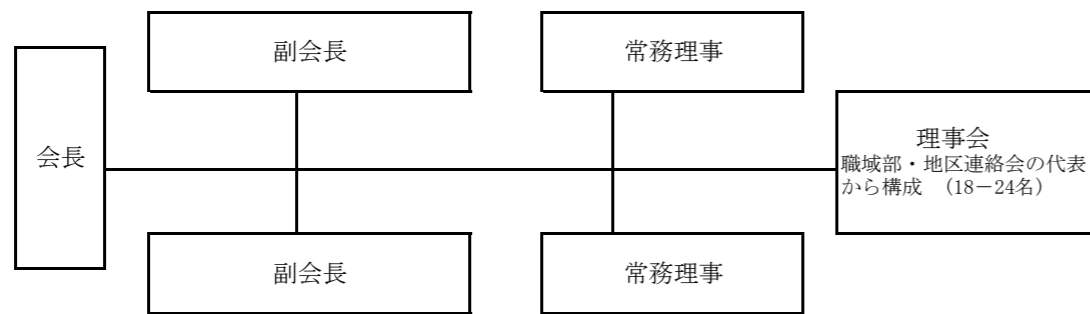 副会長
常務理事
会長
理事会
職域部・地区連絡会の代表
から構成　（18－24名）
副会長
常務理事